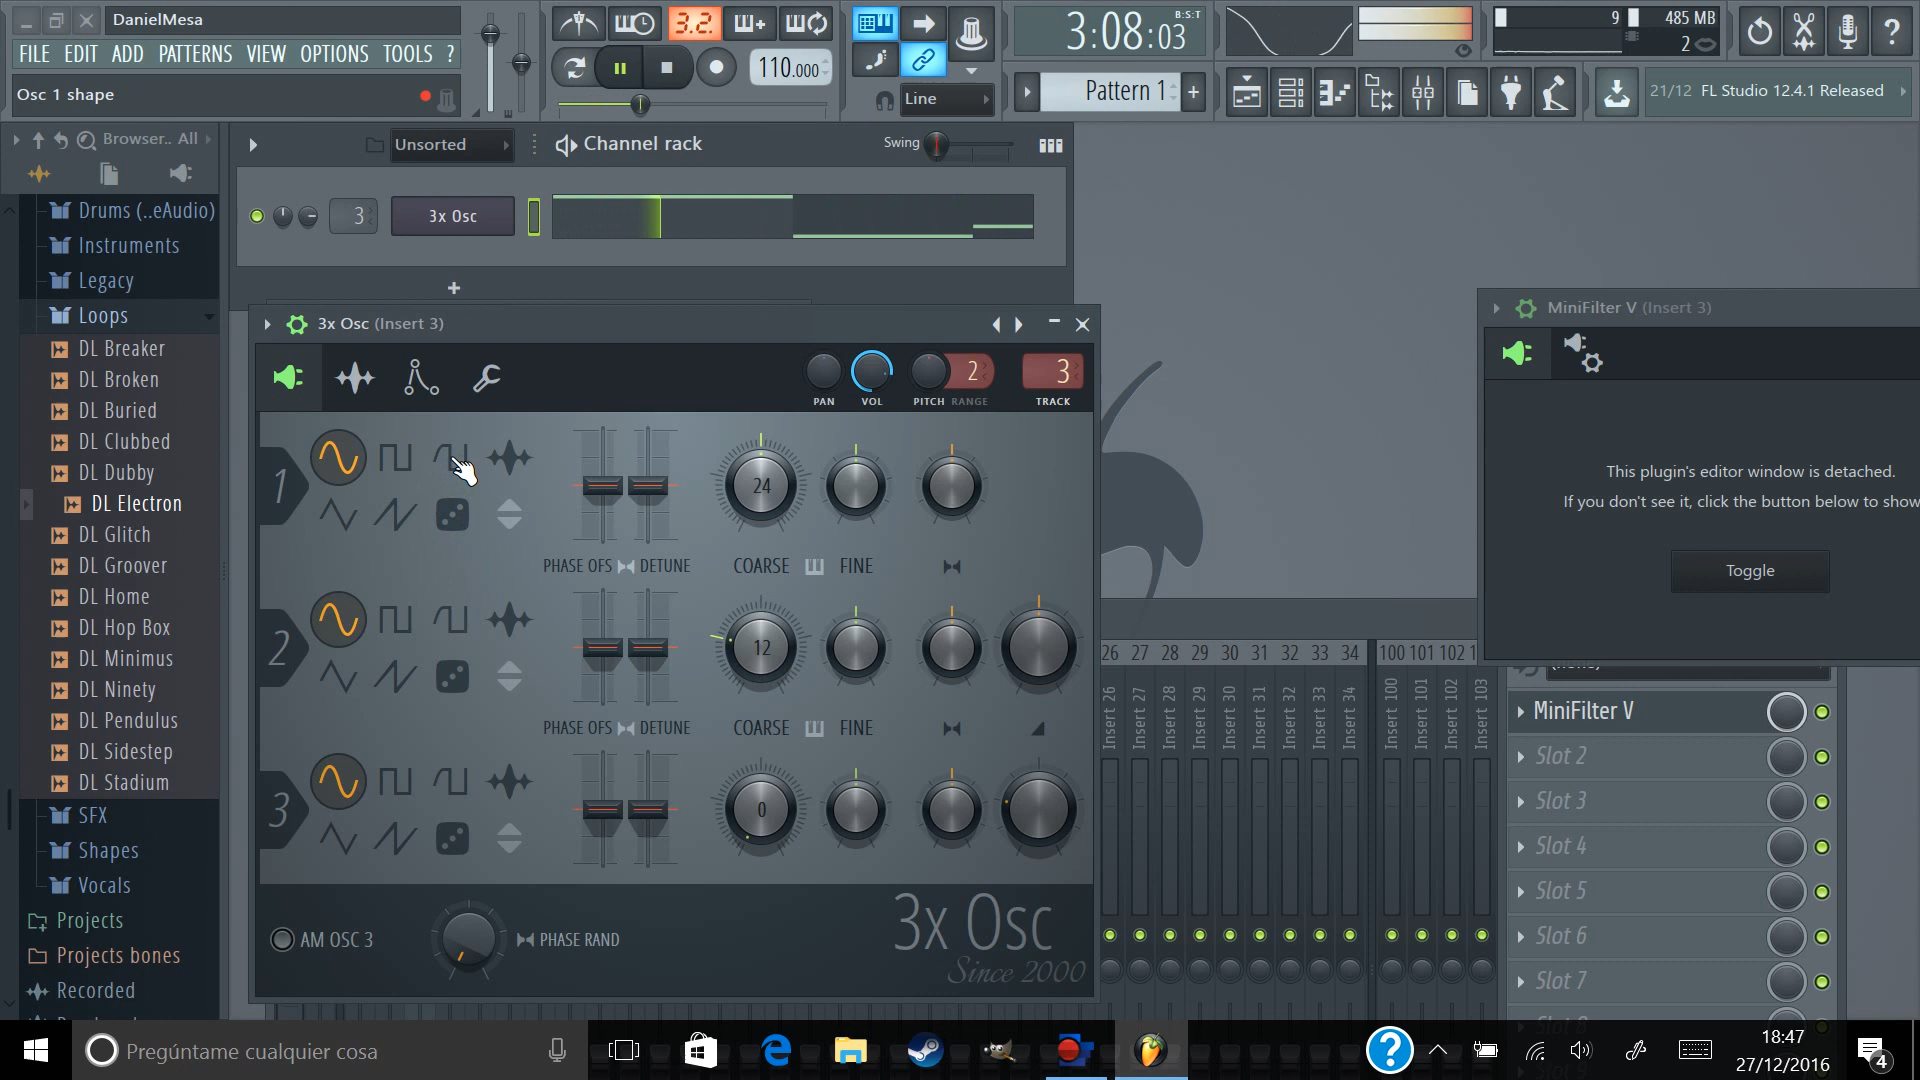 DanielMesa
FILE EDIT ADD PATTERNS VIEW OPTIONS TOOLS ?
Osc 1 shape
3.2.
110.000
Line
3:08:03
B:S:T
Pattern 1
+
9
485 MB
2
?
21/12 FL Studio 12.4.1 Released
Browser.. All
Drums (..eAudio)
Instruments
Legacy
Loops
DL Breaker
DL Broken
DL Buried
DL Clubbed
DL Dubby
DL Electron
DL Glitch
DL Groover
DL Home
DL Hop Box
DL Minimus
DL Ninety
DL Pendulus
DL Sidestep
DL Stadium
SFX
Shapes
Vocals
Projects
Projects bones
Recorded
Unsorted
Channel rack
Swing
3
3x Osc
+
3x Osc (Insert 3)
PAN VOL PITCH RANGE TRACK
2
3
1
24
PHASE OFS DETUNE COARSE FINE
2
12
PHASE OFS DETUNE COARSE FINE
3
0
AM OSC 3
PHASE RAND
3x Osc
Since 2000
MiniFilter V (Insert 3)
This plugin's editor window is detached.
If you don't see it, click the button below to show
Toggle
26 27 28 29 30 31 32 33 34 100 101 102 1
Insert 26
Insert 27
Insert 28
Insert 29
Insert 30
Insert 31
Insert 32
Insert 33
Insert 34
Insert 100
Insert 101
Insert 102
Insert 103
MiniFilter V
Slot 2
Slot 3
Slot 4
Slot 5
Slot 6
Slot 7
Slot 8
Pregúntame cualquier cosa
?
18:47
27/12/2016
4